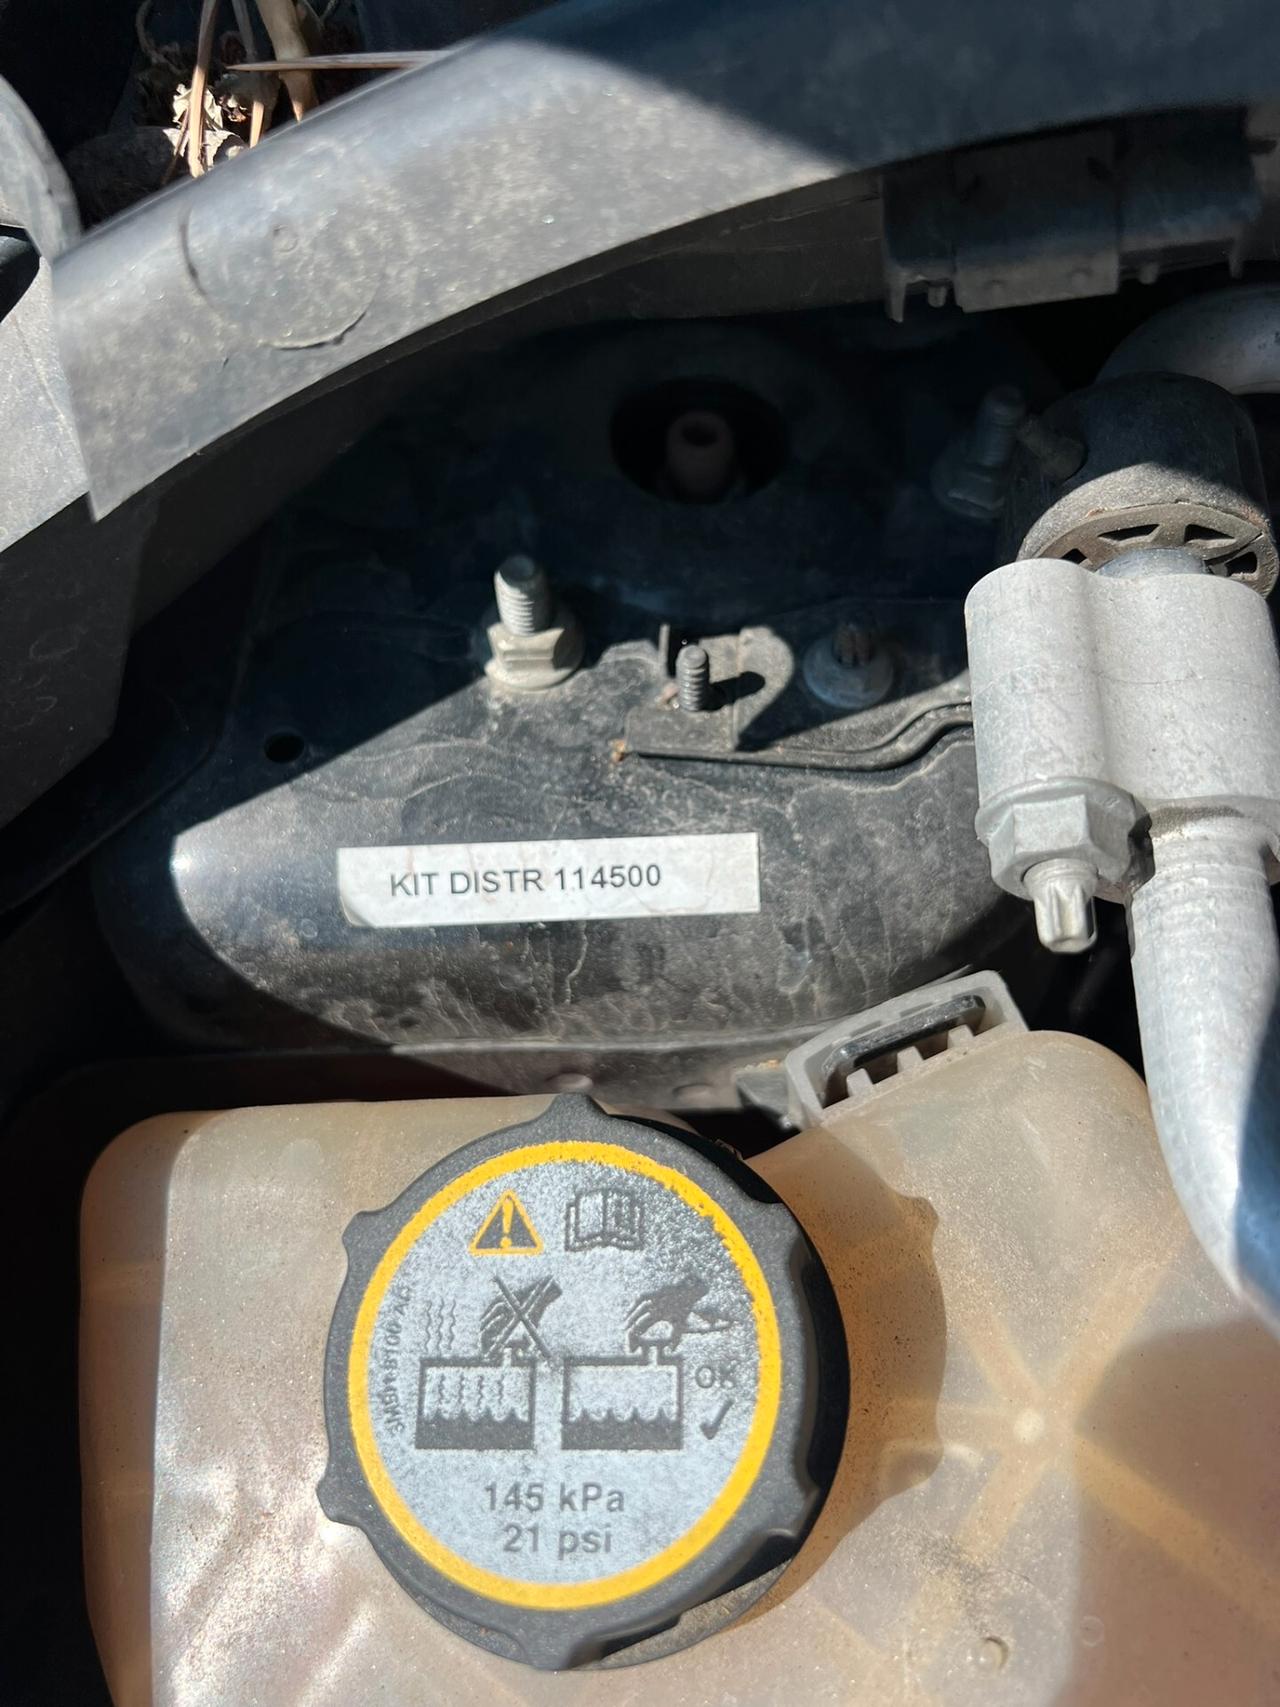 KIT DISTR 114500
OK
145 kPa
21 psi